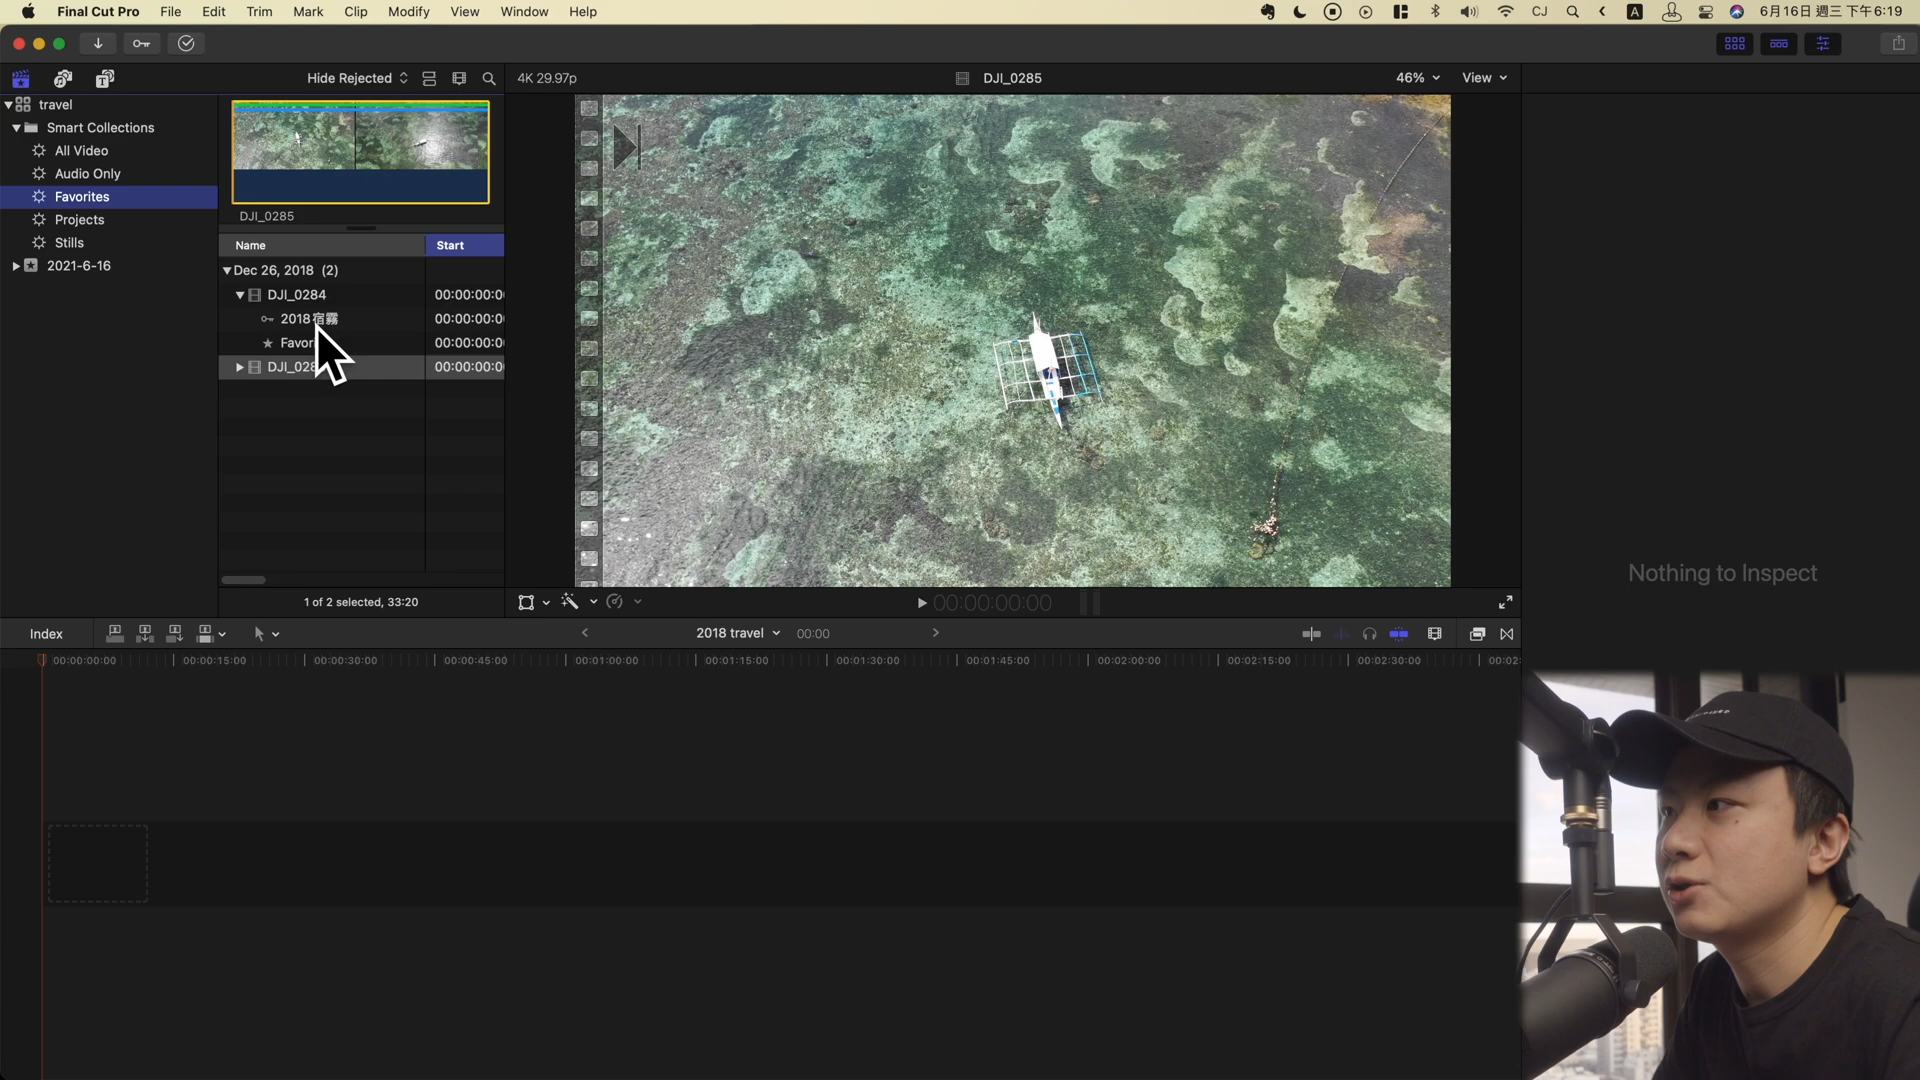 Final Cut Pro File Edit Trim Mark Clip Modify View Window Help CJ A 6月16日 週三 下午6:19
Hide Rejected 4K 29.97p DJI_0285 46% View
travel
Smart Collections
All Video
Audio Only
Favorites
Projects
Stills
2021-6-16
DJI_0285
Name Start
Dec 26, 2018 (2)
DJI_0284 00:00:00:0
2018宿霧 00:00:00:0
Favori 00:00:00:0
DJI_028 00:00:00:0
1 of 2 selected, 33:20
00:00:00:00
Nothing to Inspect
Index 2018 travel 00:00
00:00:00:00 00:00:15:00 00:00:30:00 00:00:45:00 00:01:00:00 00:01:15:00 00:01:30:00 00:01:45:00 00:02:00:00 00:02:15:00 00:02:30:00 00:02: